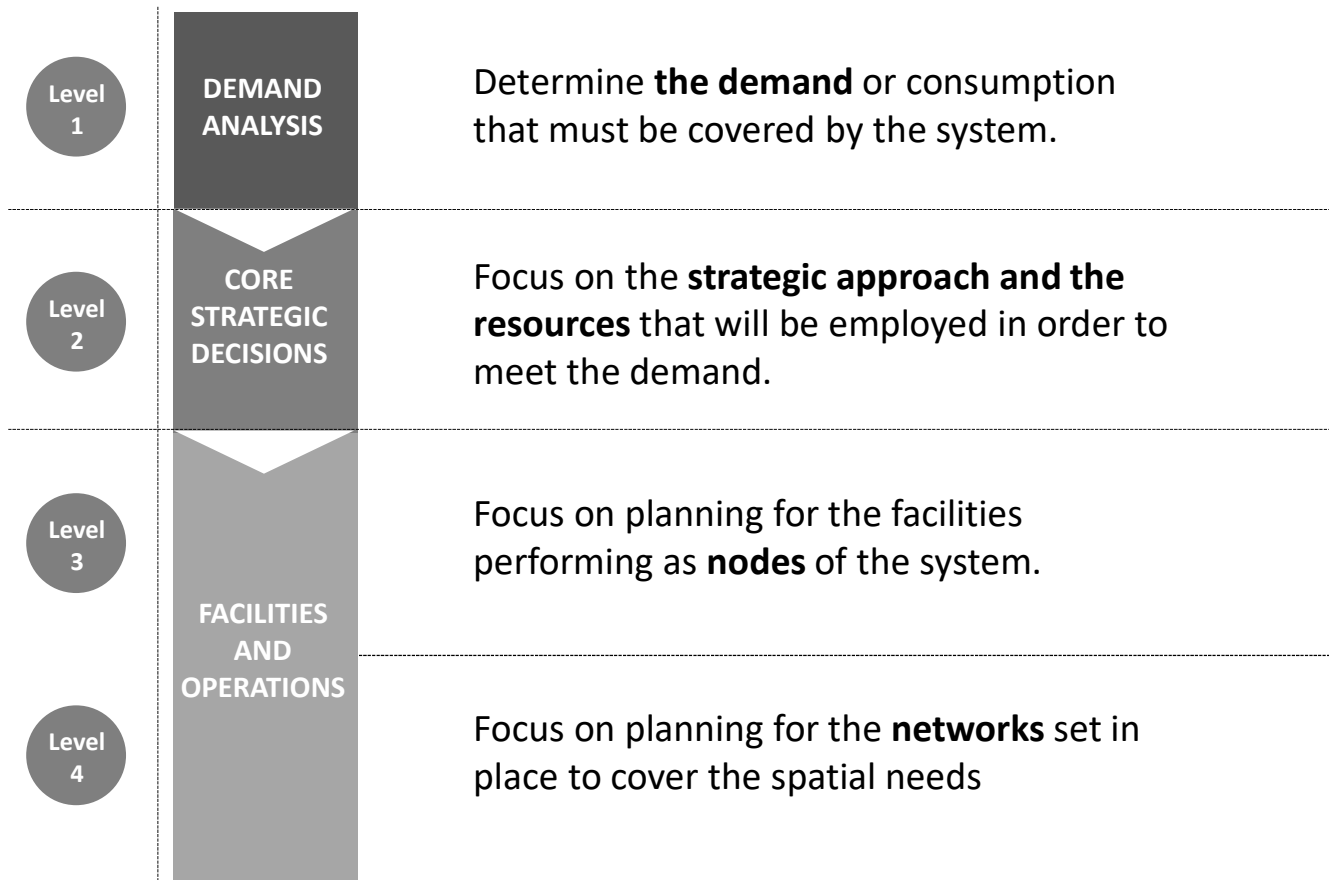 Level
1
DEMAND
ANALYSIS
Determine the demand or consumption
that must be covered by the system.
Level
2
CORE
STRATEGIC
DECISIONS
Focus on the strategic approach and the
resources that will be employed in order to
meet the demand.
Level
3
Focus on planning for the facilities
performing as nodes of the system.
FACILITIES
AND
OPERATIONS
Level
4
Focus on planning for the networks set in
place to cover the spatial needs